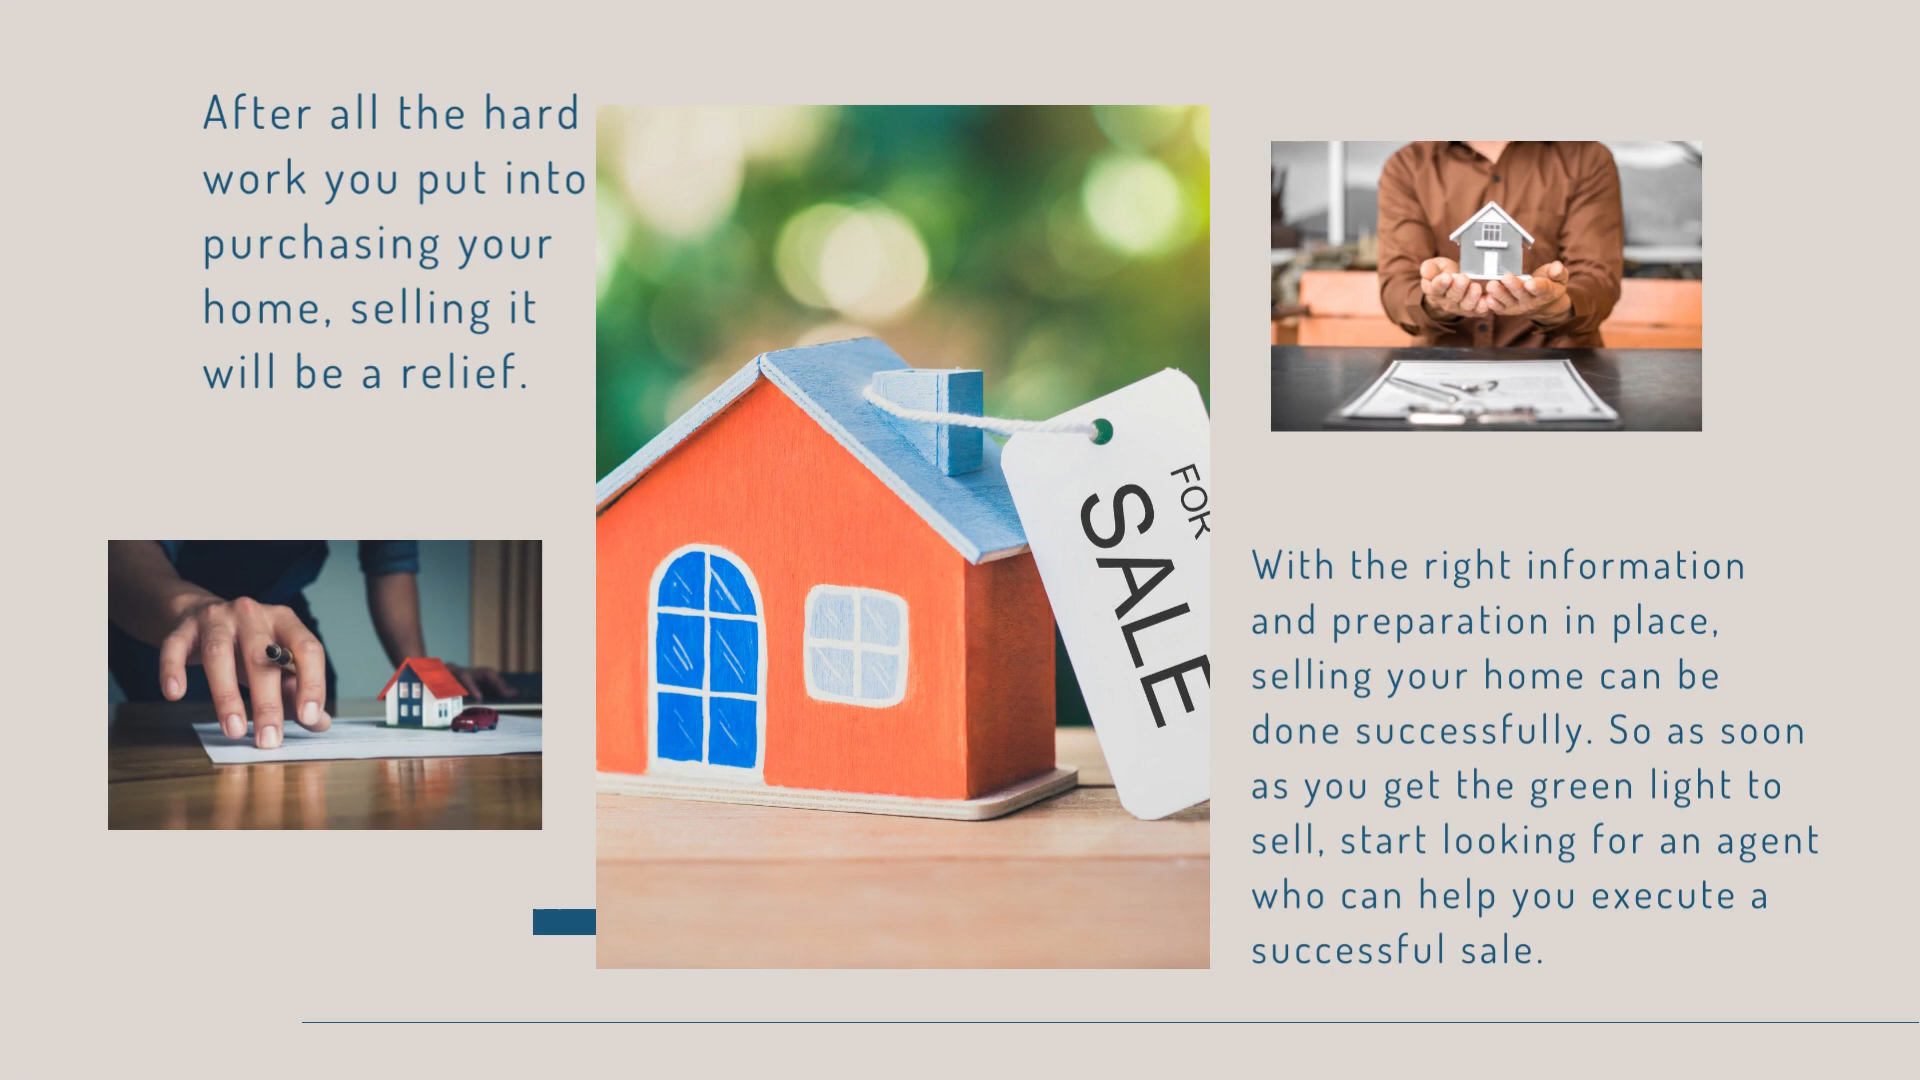 After all the hard
work you put into
purchasing your
home, selling it
will be a relief.
FOR
SALE
With the right information
and preparation in place,
selling your home can be
done successfully. So as soon
as you get the green light to
sell, start looking for an agent
who can help you execute a
successful sale.